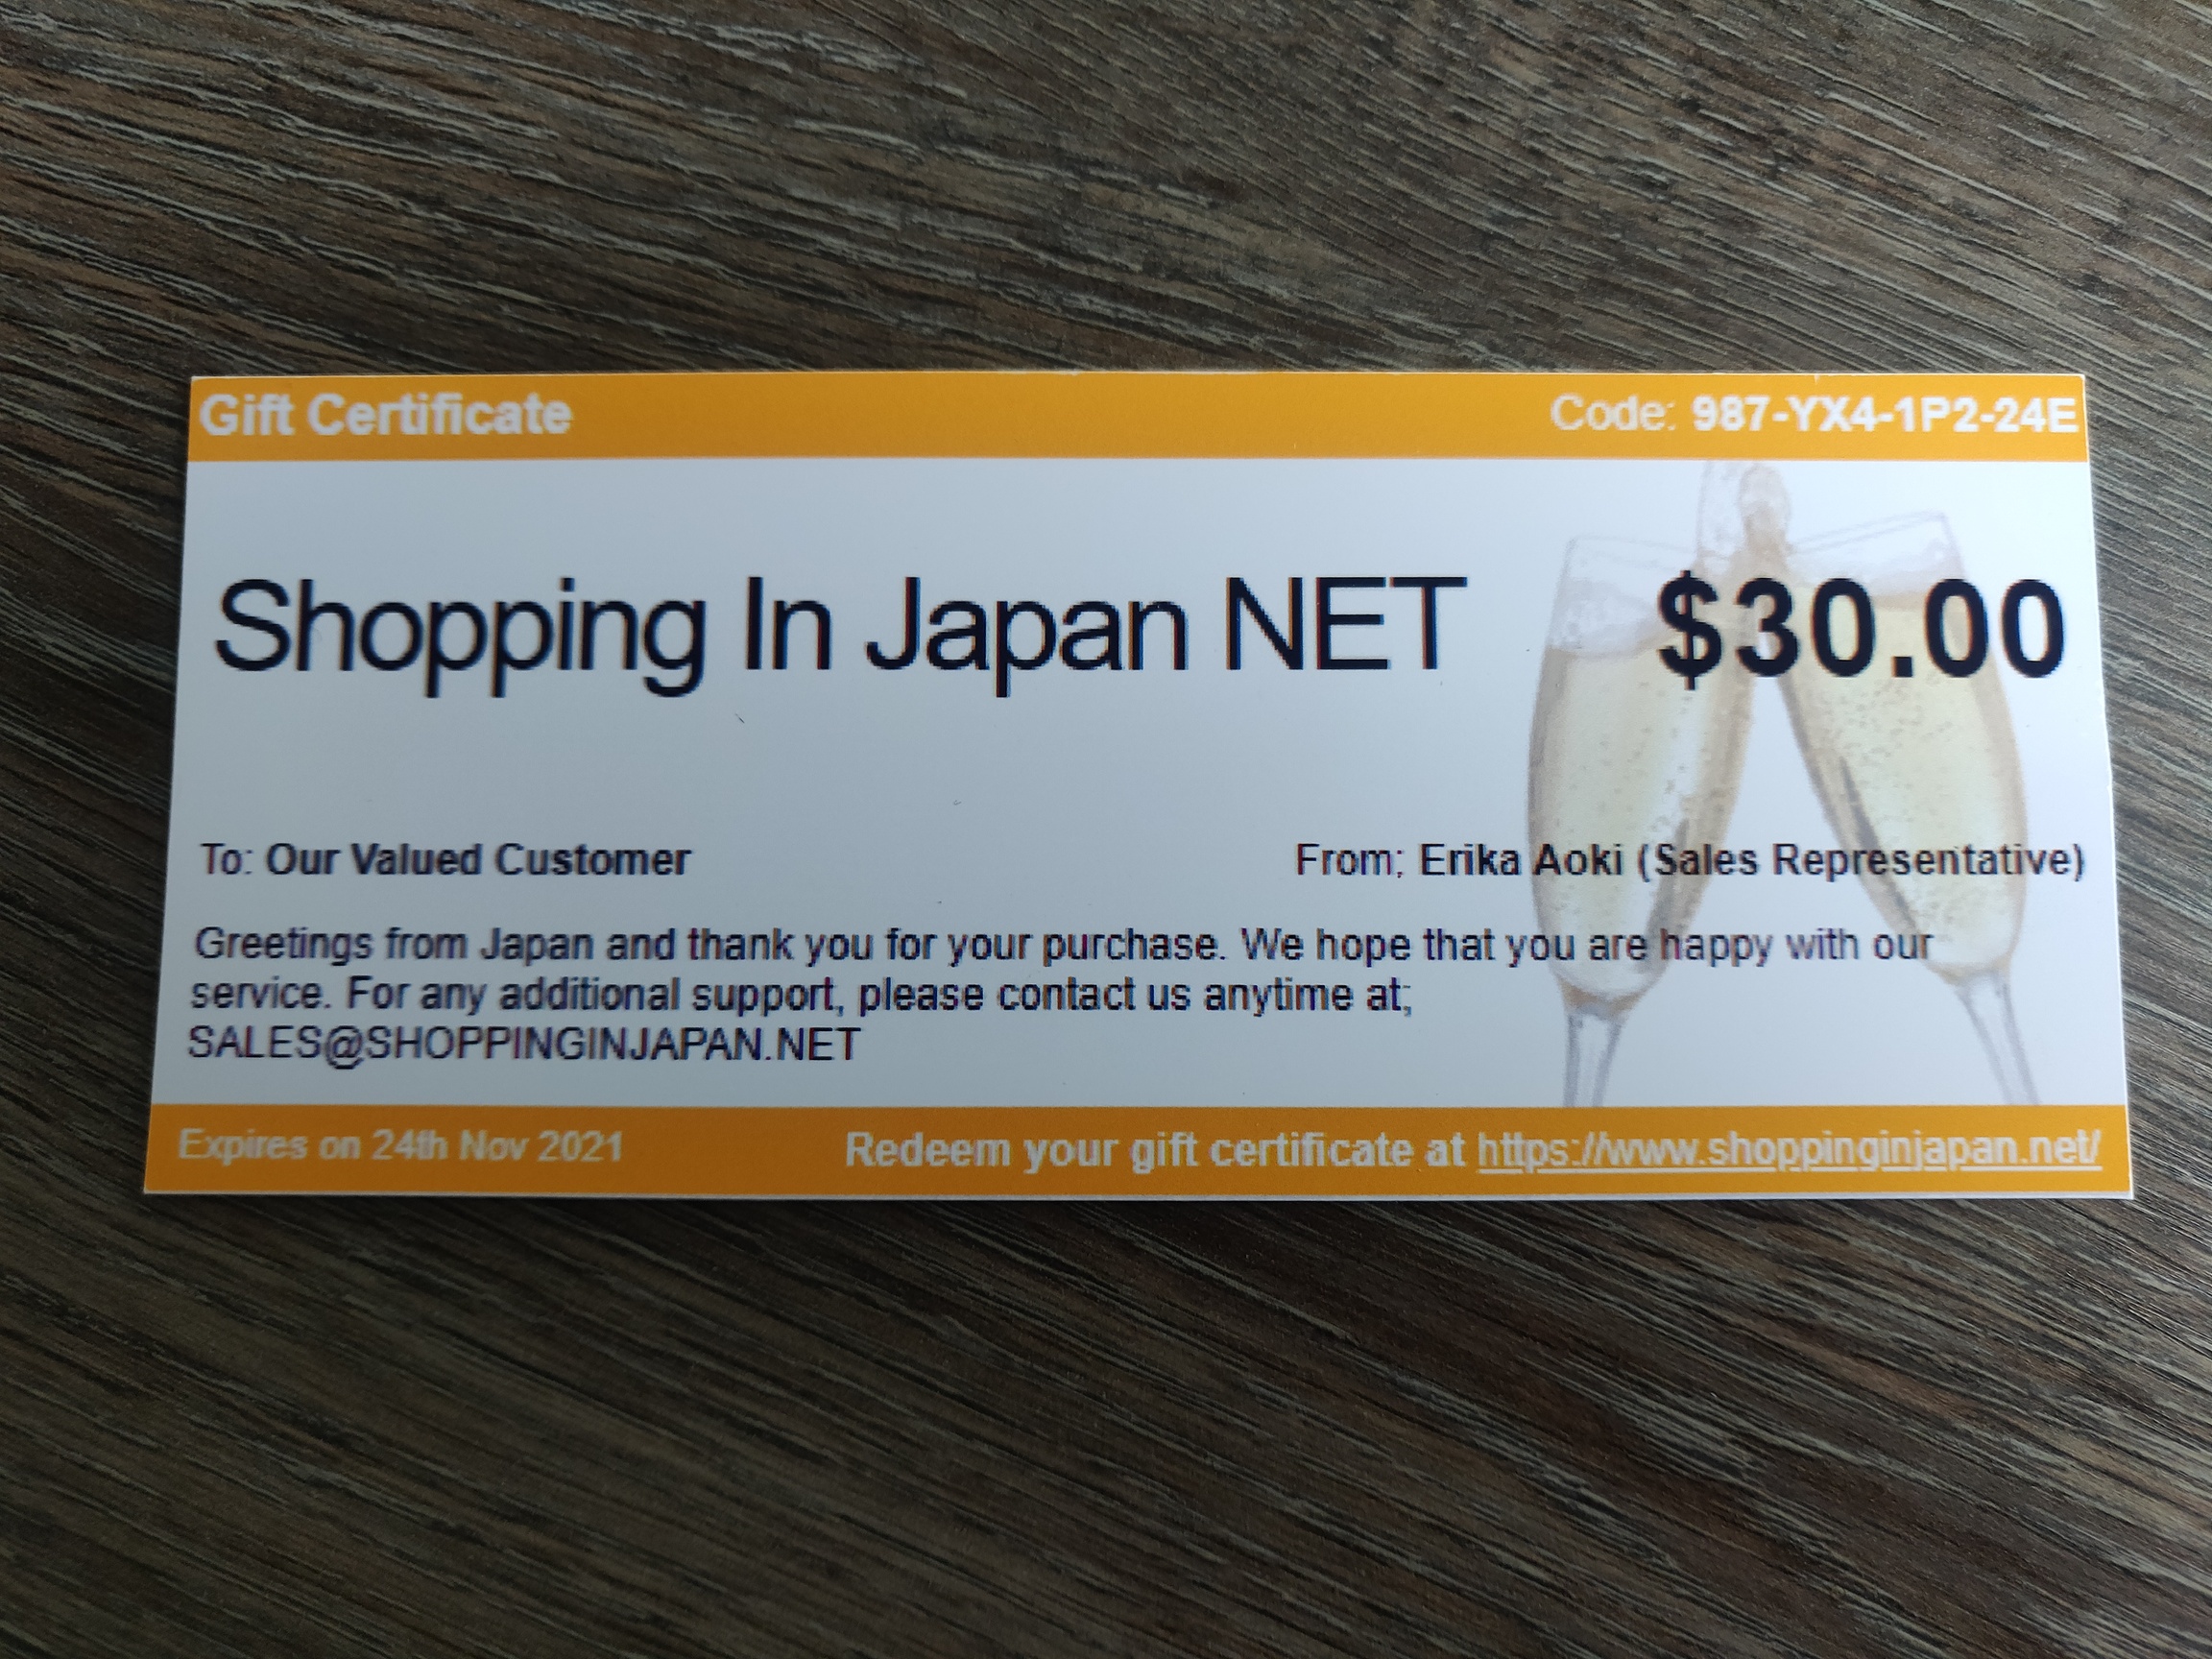 Gift Certificate Code: 987-YX4-1P2-24E
Shopping In Japan NET $30.00
To: Our Valued Customer From; Erika Aoki (Sales Representative)
Greetings from Japan and thank you for your purchase. We hope that you are happy with our
service. For any additional support, please contact us anytime at;
SALES@SHOPPINGINJAPAN.NET
Expires on 24th Nov 2021 Redeem your gift certificate at https://www.shoppinginjapan.net/